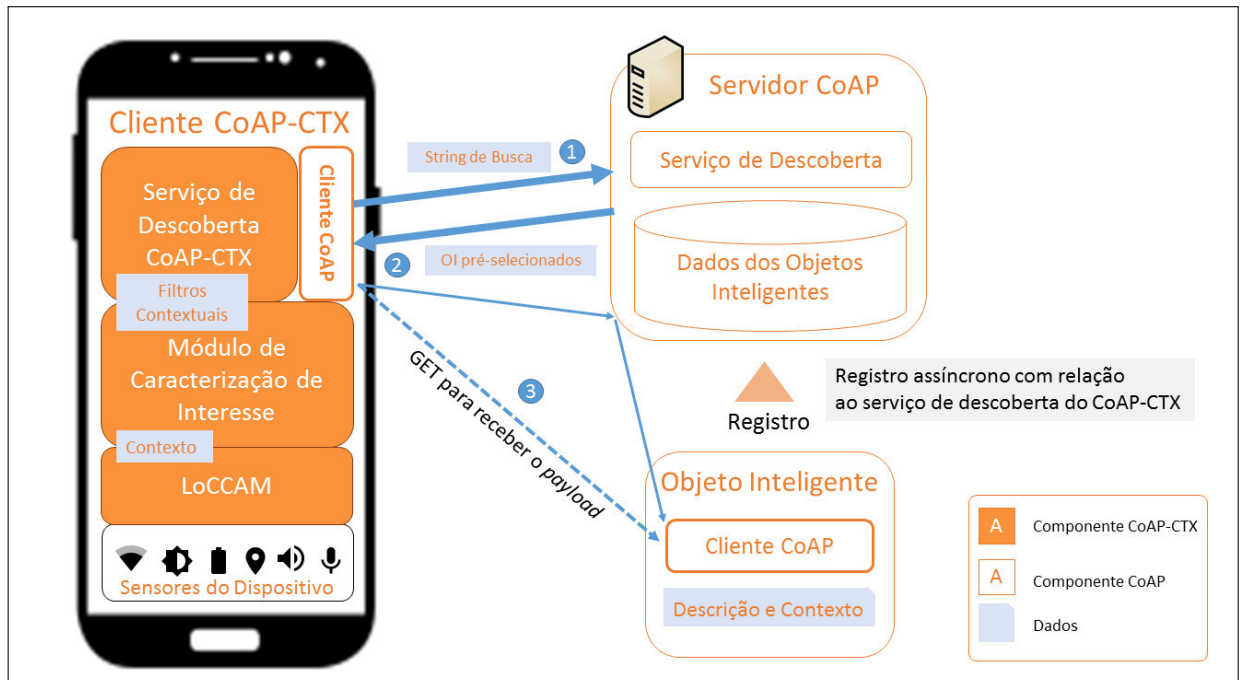 Cliente CoAP-CTX
Serviço de
Descoberta
CoAP-CTX
Cliente CoAP
Filtros
Contextuais
Módulo de
Caracterização de
Interesse
Contexto
LoCCAM
Sensores do Dispositivo
String de Busca
1
2
OI pré-selecionados
3
GET para receber o payload
Servidor CoAP
Serviço de Descoberta
Dados dos Objetos
Inteligentes
Registro
Registro assíncrono com relação
ao serviço de descoberta do CoAP-CTX
Objeto Inteligente
Cliente CoAP
Descrição e Contexto
A Componente CoAP-CTX
A Componente CoAP
Dados